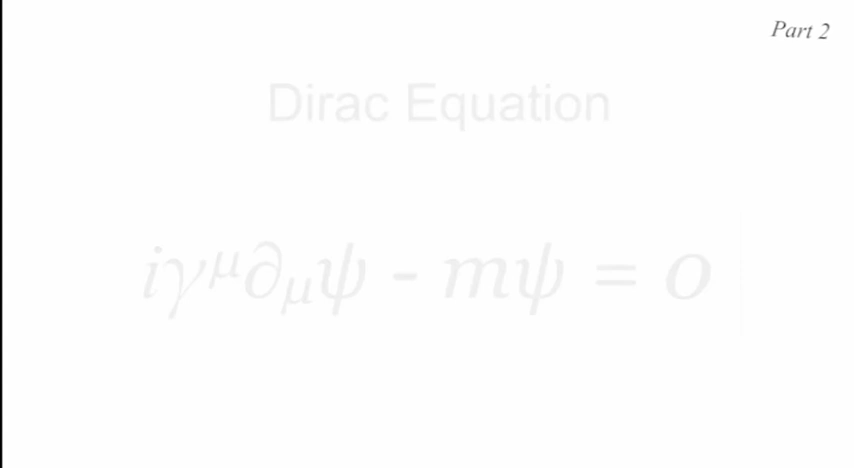 Part 2
Dirac Equation
iγ^μ∂_μψ - mψ = 0